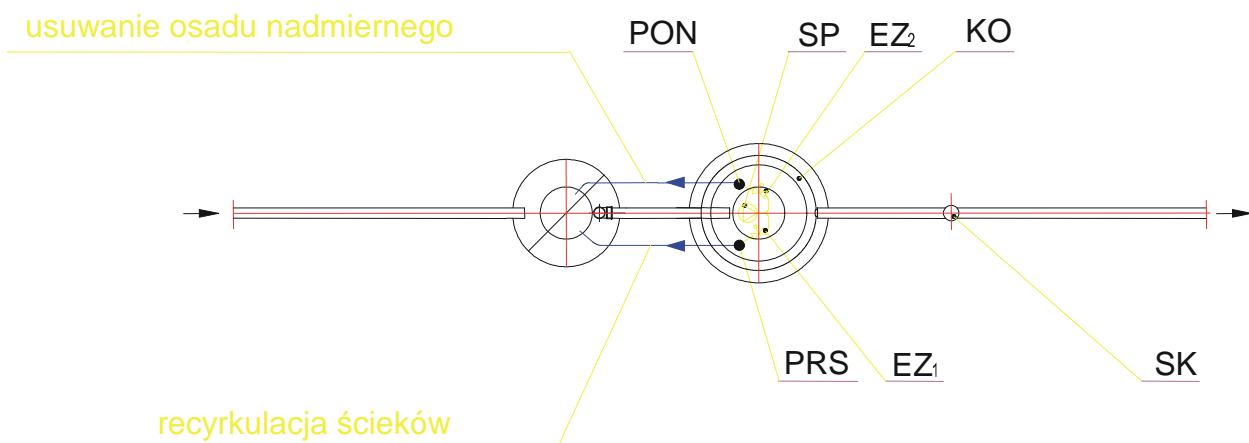 usuwanie osadu nadmiernego
PON
SP
EZ2
KO
PRS
EZ1
SK
recyrkulacja ścieków